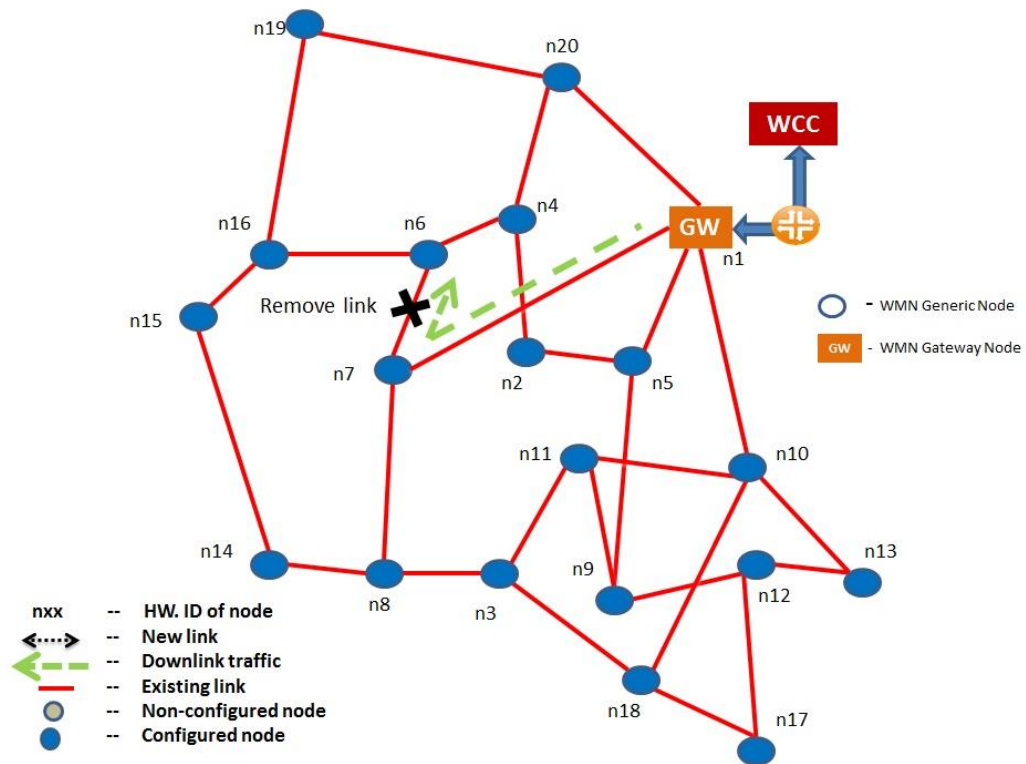 n19
n20
WCC
n4
n6
n16
GW
n1
Remove link
- WMN Generic Node
n15
GW - WMN Gateway Node
n7
n2
n5
n11
n10
n14
n9
n13
n12
n8
n3
nxx -- HW. ID of node
-- New link
-- Downlink traffic
-- Existing link
n18
-- Non-configured node
n17
-- Configured node